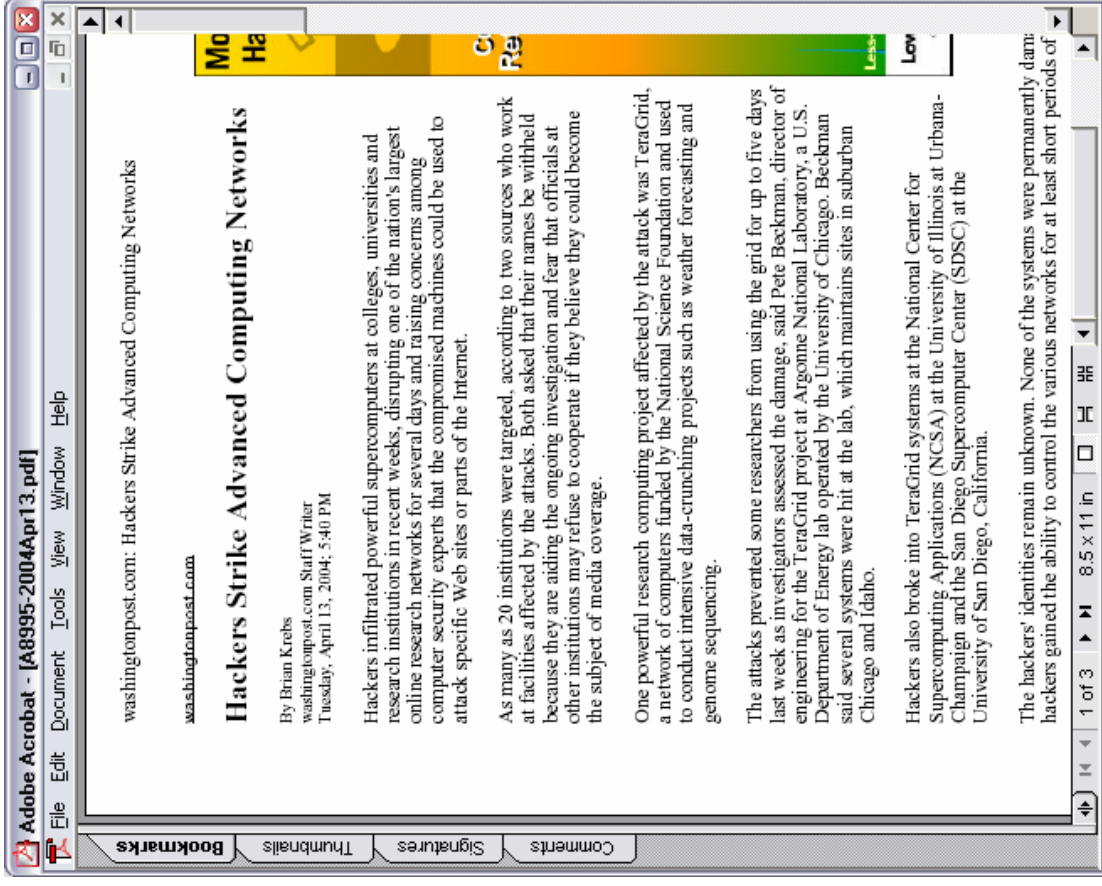 Adobe Acrobat - [A8995-2004Apr13.pdf]
File Edit Document Tools View Window Help
Bookmarks
Thumbnails
Signatures
Comments
washingtonpost.com: Hackers Strike Advanced Computing Networks
washingtonpost.com
Hackers Strike Advanced Computing Networks
By Brian Krebs
washingtonpost.com Staff Writer
Tuesday, April 13, 2004; 5:40 PM
Hackers infiltrated powerful supercomputers at colleges, universities and
research institutions in recent weeks, disrupting one of the nation's largest
online research networks for several days and raising concerns among
computer security experts that the compromised machines could be used to
attack specific Web sites or parts of the Internet.
As many as 20 institutions were targeted, according to two sources who work
at facilities affected by the attacks. Both asked that their names be withheld
because they are aiding the ongoing investigation and fear that officials at
other institutions may refuse to cooperate if they believe they could become
the subject of media coverage.
One powerful research computing project affected by the attack was TeraGrid,
a network of computers funded by the National Science Foundation and used
to conduct intensive data-crunching projects such as weather forecasting and
genome sequencing.
The attacks prevented some researchers from using the grid for up to five days
last week as investigators assessed the damage, said Pete Beckman, director of
engineering for the TeraGrid project at Argonne National Laboratory, a U.S.
Department of Energy lab operated by the University of Chicago. Beckman
said several systems were hit at the lab, which maintains sites in suburban
Chicago and Idaho.
Hackers also broke into TeraGrid systems at the National Center for
Supercomputing Applications (NCSA) at the University of Illinois at Urbana-
Champaign and the San Diego Supercomputer Center (SDSC) at the
University of San Diego, California.
The hackers' identities remain unknown. None of the systems were permanently dam
hackers gained the ability to control the various networks for at least short periods of
Mo
Ha
Re
Less-
Low
1 of 3
8.5 x 11 in